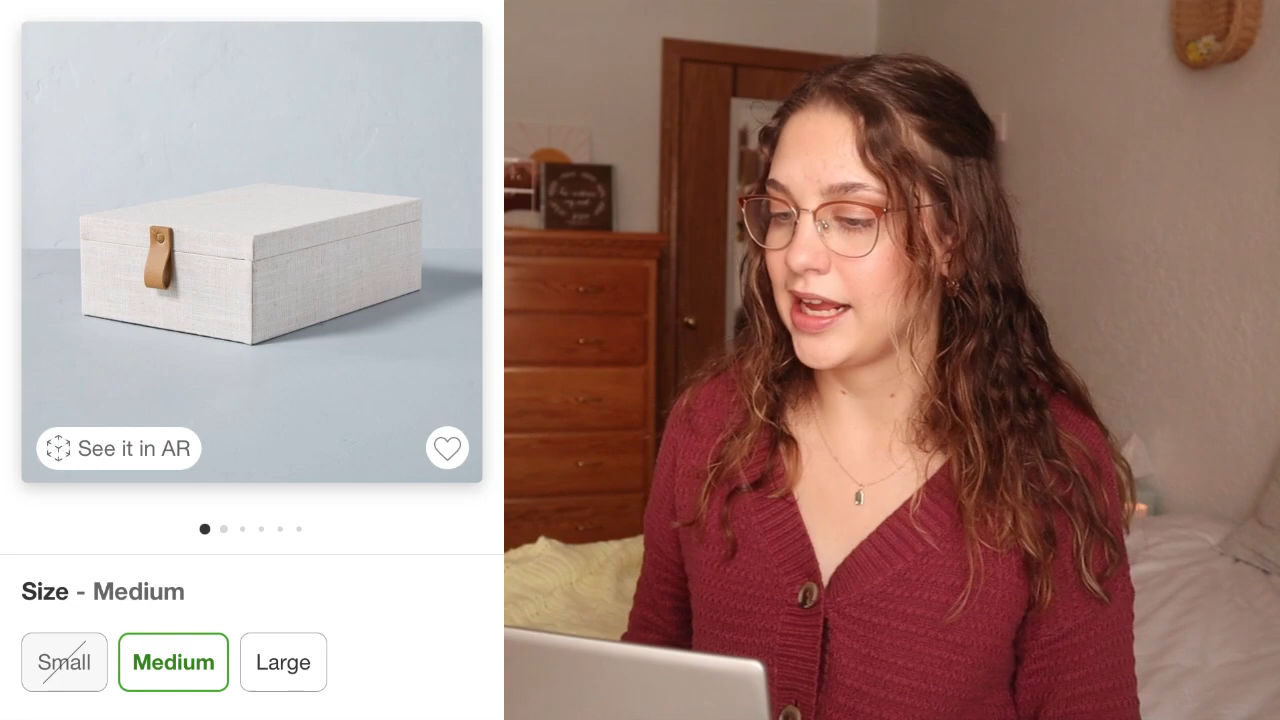 See it in AR
Size - Medium
Small
Medium
Large